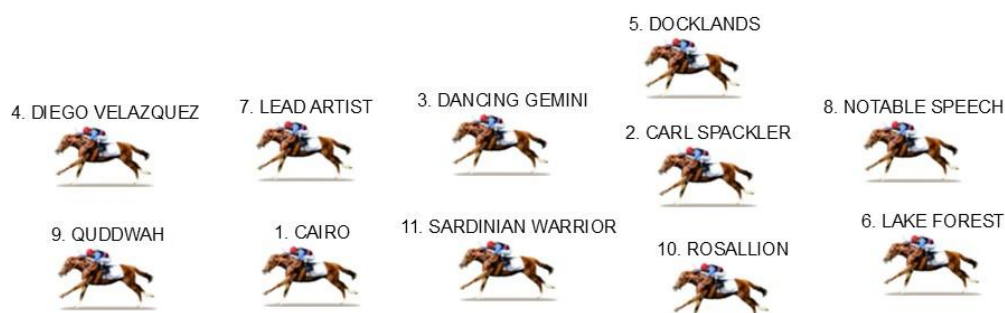 5. DOCKLANDS
4. DIEGO VELAZQUEZ
7. LEAD ARTIST
3. DANCING GEMINI
8. NOTABLE SPEECH
2. CARL SPACKLER
9. QUDDWAH
1. CAIRO
11. SARDINIAN WARRIOR
6. LAKE FOREST
10. ROSALLION